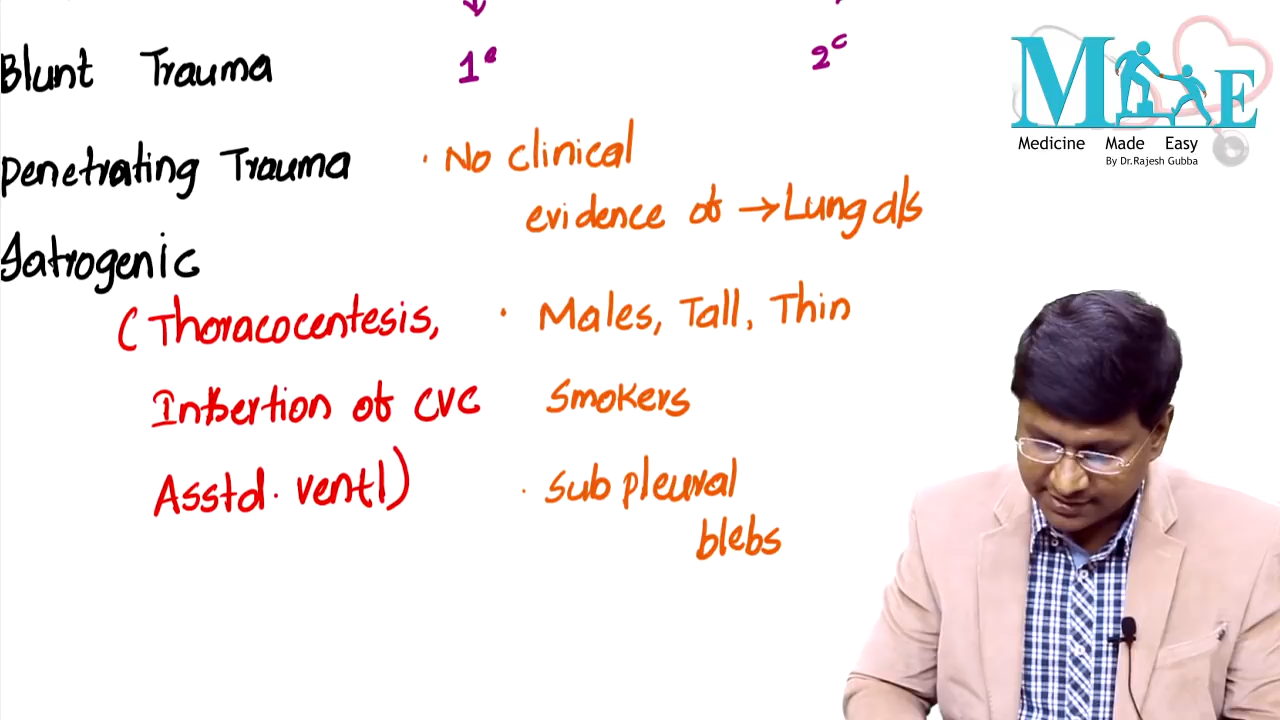 Blunt Trauma 1° 2°
Penetrating Trauma · No clinical
evidence of → Lung d/s
Iatrogenic
(Thoracocentesis, · Males, Tall, Thin
Insertion of CVC Smokers
Asstd. ventl) · Sub pleural
blebs
M E
Medicine Made Easy
By Dr.Rajesh Gubba